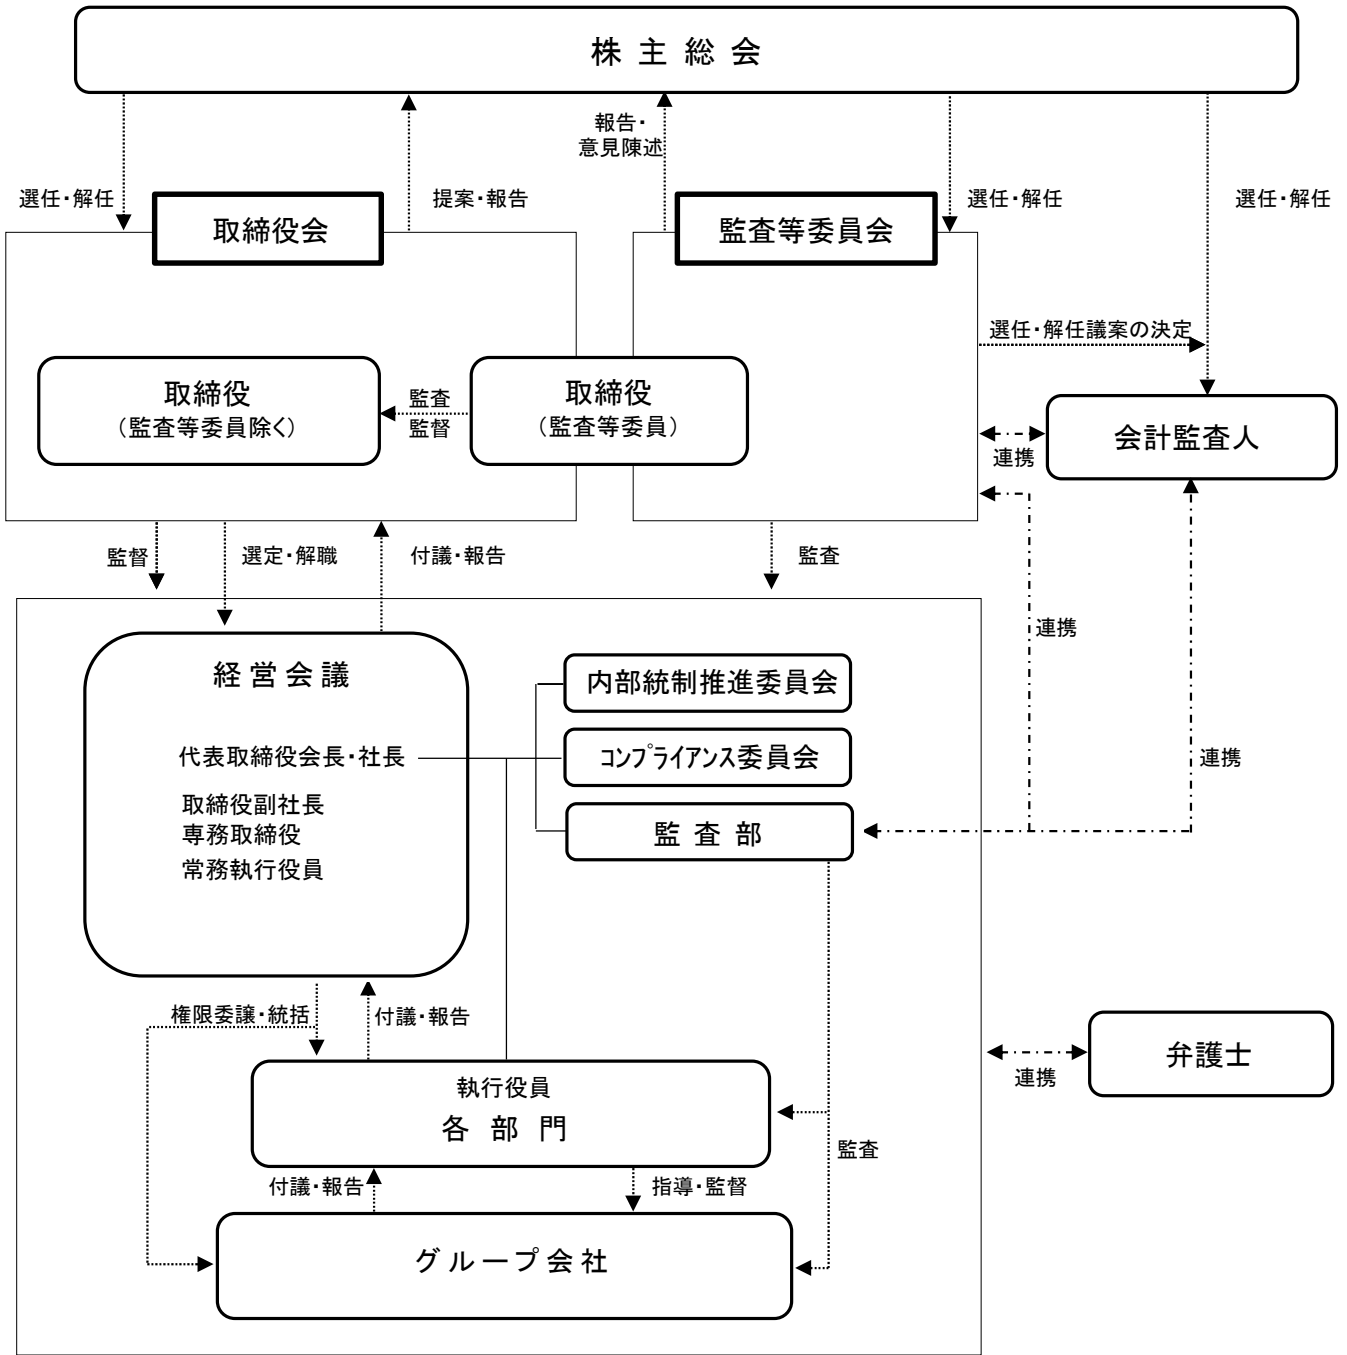 株主総会
報告・
意見陳述
選任・解任
提案・報告
選任・解任
選任・解任
取締役会
監査等委員会
選任・解任議案の決定
取締役
（監査等委員除く）
監査
監督
取締役
（監査等委員）
会計監査人
連携
監督
選定・解職
付議・報告
監査
連携
経営会議
内部統制推進委員会
代表取締役会長・社長
コンプライアンス委員会
連携
取締役副社長
専務取締役
常務執行役員
監査部
権限委譲・統括
付議・報告
弁護士
連携
執行役員
各部門
監査
付議・報告
指導・監督
グループ会社